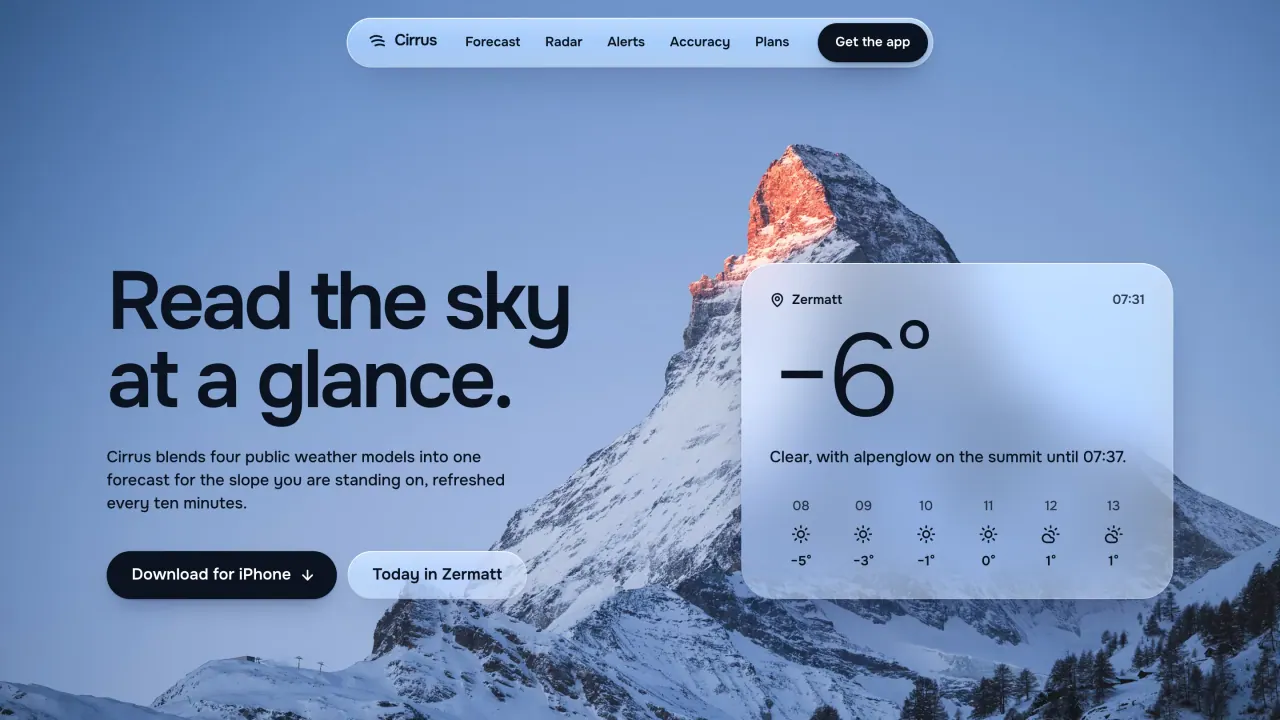 Cirrus Forecast Radar Alerts Accuracy Plans Get the app
Read the sky
at a glance.
Cirrus blends four public weather models into one
forecast for the slope you are standing on, refreshed
every ten minutes.
Download for iPhone
Today in Zermatt
Zermatt 07:31
−6°
Clear, with alpenglow on the summit until 07:37.
08 09 10 11 12 13
−5° −3° −1° 0° 1° 1°